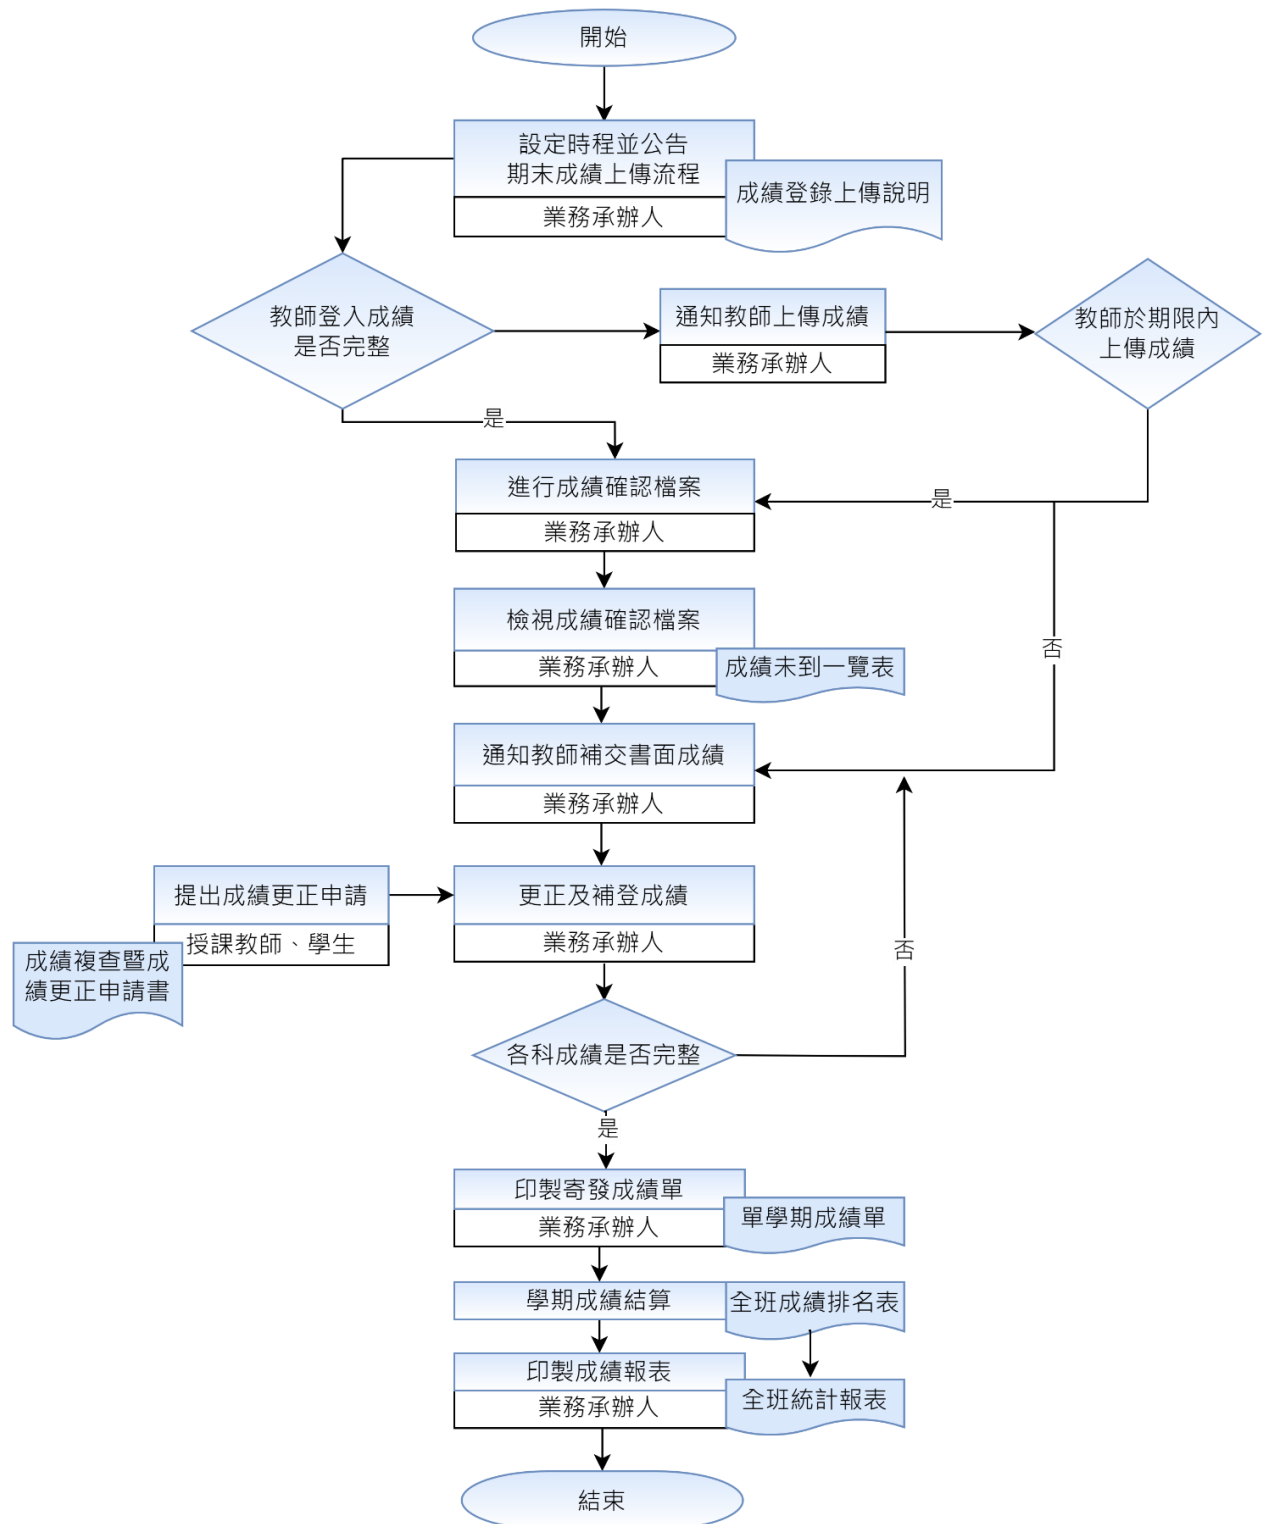 開始
設定時程並公告
期末成績上傳流程
業務承辦人
成績登錄上傳說明
教師登入成績
是否完整
通知教師上傳成績
業務承辦人
教師於期限內
上傳成績
是
進行成績確認檔案
業務承辦人
是
檢視成績確認檔案
業務承辦人
成績未到一覽表
否
通知教師補交書面成績
業務承辦人
提出成績更正申請
授課教師、學生
成績複查暨成
績更正申請書
更正及補登成績
業務承辦人
否
各科成績是否完整
是
印製寄發成績單
業務承辦人
單學期成績單
學期成績結算
全班成績排名表
印製成績報表
業務承辦人
全班統計報表
結束